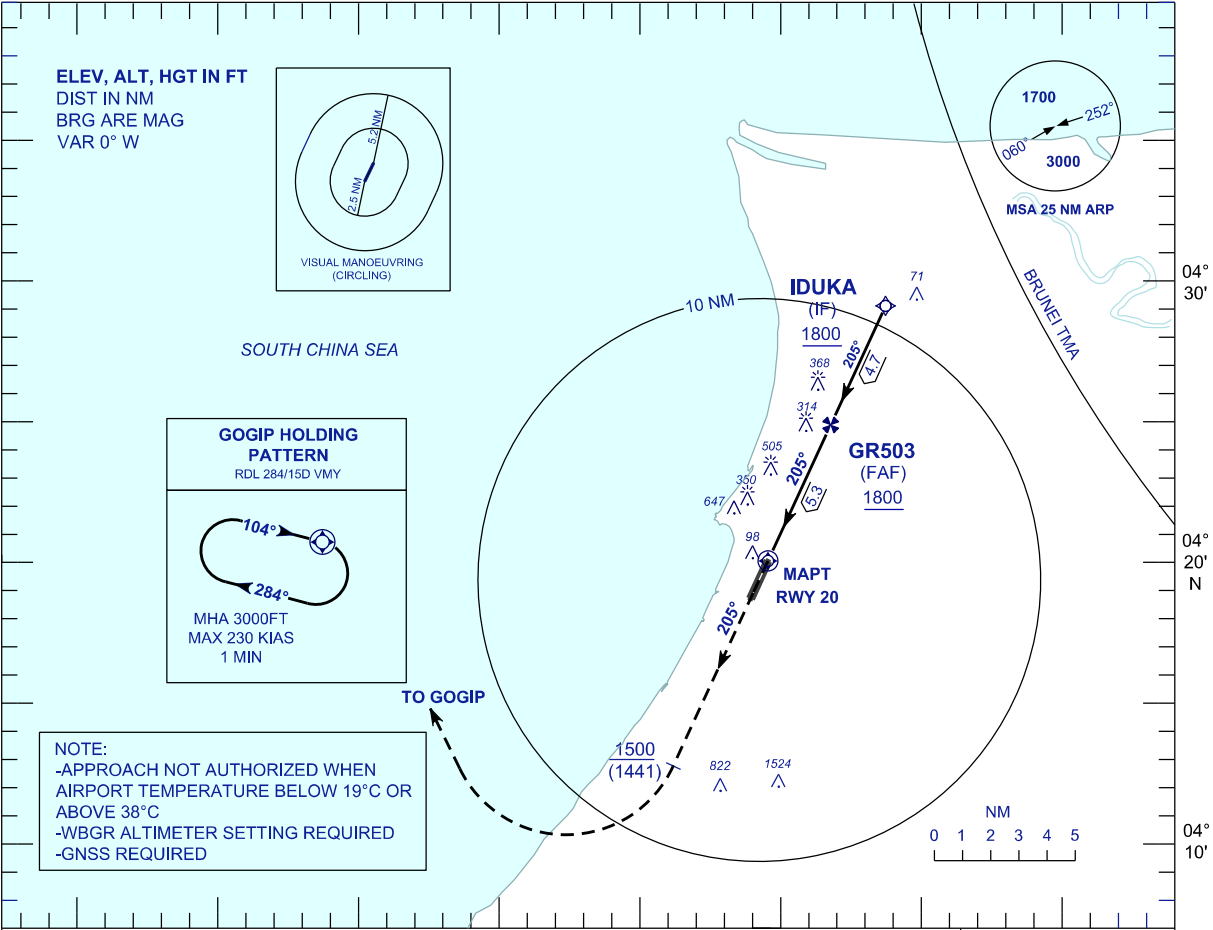 ELEV, ALT, HGT IN FT
DIST IN NM
BRG ARE MAG
VAR 0° W
5.2 NM
2.5 NM
VISUAL MANOEUVRING
(CIRCLING)
1700
252°
060°
3000
MSA 25 NM ARP
04°
30'
BRUNEI TMA
SOUTH CHINA SEA
10 NM
IDUKA
(IF)
1800
71
205°
4.7
368
314
505
350
647
98
GR503
(FAF)
1800
205°
5.3
04°
20'
N
MAPT
RWY 20
205°
GOGIP HOLDING
PATTERN
RDL 284/15D VMY
104°
284°
MHA 3000FT
MAX 230 KIAS
1 MIN
TO GOGIP
1500
(1441)
822
1524
NOTE:
-APPROACH NOT AUTHORIZED WHEN
AIRPORT TEMPERATURE BELOW 19°C OR
ABOVE 38°C
-WBGR ALTIMETER SETTING REQUIRED
-GNSS REQUIRED
NM
0 1 2 3 4 5
04°
10'